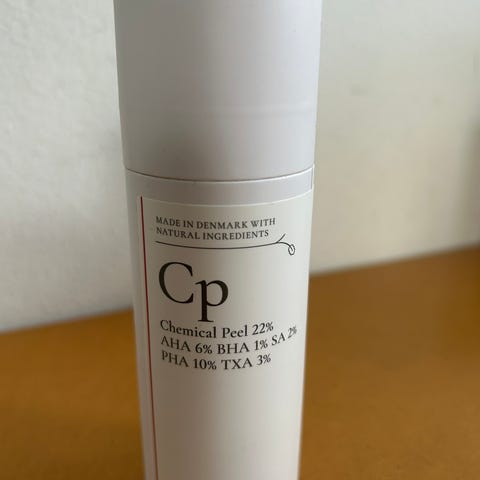 MADE IN DENMARK WITH
NATURAL INGREDIENTS
Cp
Chemical Peel 22%
AHA 6% BHA 1% SA 2%
PHA 10% TXA 3%